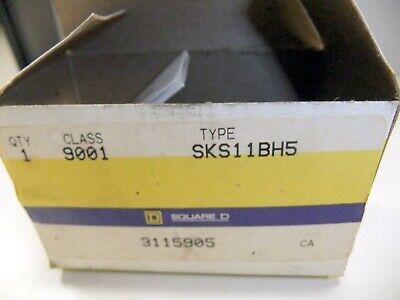 QTY CLASS TYPE
1 9001 SKS11BH5
SQUARE D
3115905 CA